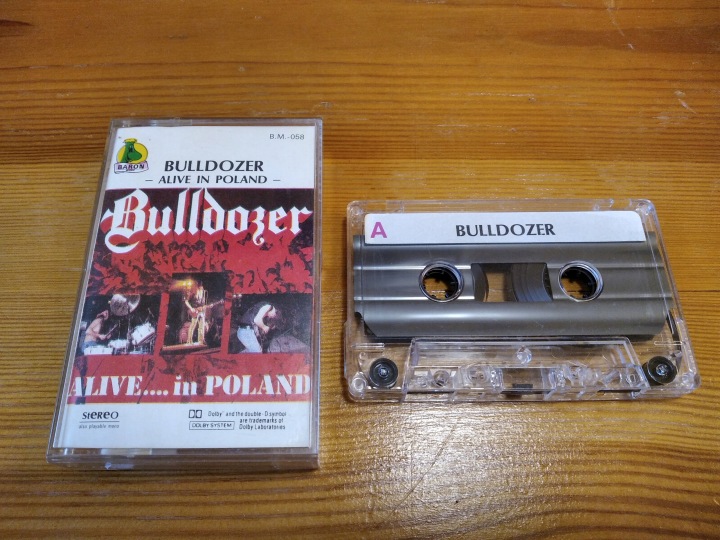 B.M.-058
BARON
BULLDOZER
– ALIVE IN POLAND –
Bulldozer
ALIVE.... in POLAND
STEREO
also playable mono
DOLBY SYSTEM
Dolby and the double-D symbol
are trademarks of
Dolby Laboratories
A
BULLDOZER